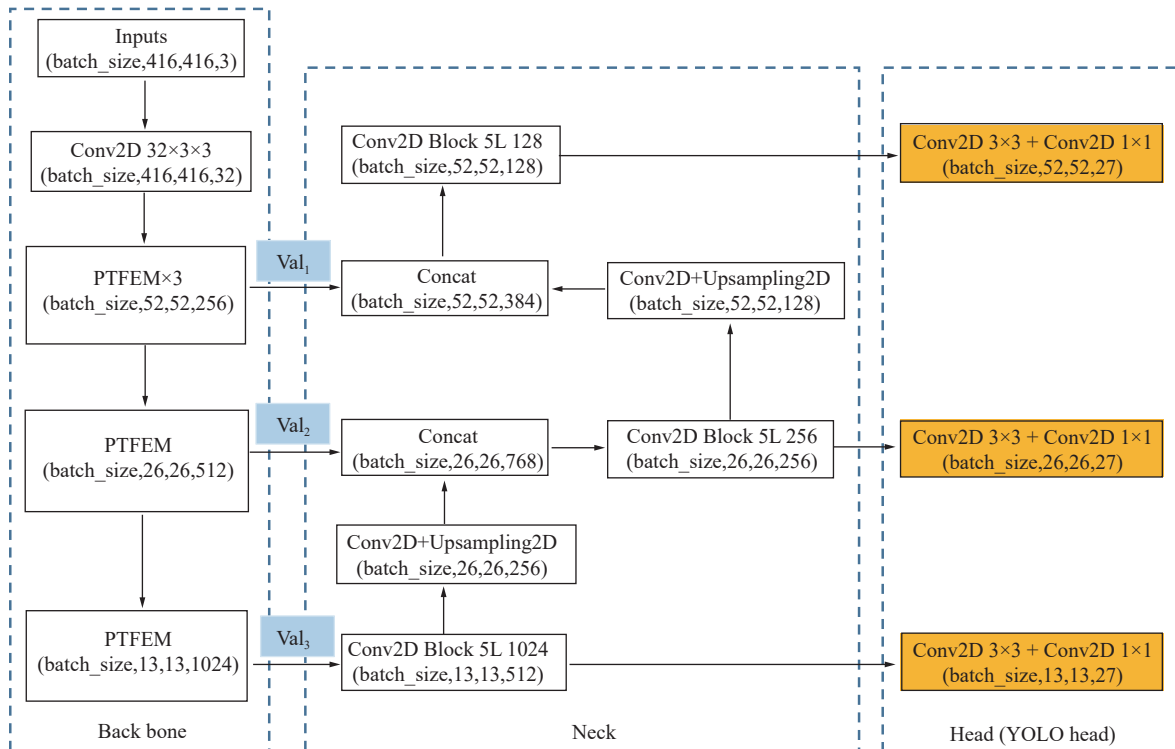 Inputs
(batch_size,416,416,3)
Conv2D 32×3×3
(batch_size,416,416,32)
PTFEM×3
(batch_size,52,52,256)
PTFEM
(batch_size,26,26,512)
PTFEM
(batch_size,13,13,1024)
Back bone
Val₁
Val₂
Val₃
Conv2D Block 5L 128
(batch_size,52,52,128)
Concat
(batch_size,52,52,384)
Conv2D+Upsampling2D
(batch_size,52,52,128)
Concat
(batch_size,26,26,768)
Conv2D Block 5L 256
(batch_size,26,26,256)
Conv2D+Upsampling2D
(batch_size,26,26,256)
Conv2D Block 5L 1024
(batch_size,13,13,512)
Neck
Conv2D 3×3 + Conv2D 1×1
(batch_size,52,52,27)
Conv2D 3×3 + Conv2D 1×1
(batch_size,26,26,27)
Conv2D 3×3 + Conv2D 1×1
(batch_size,13,13,27)
Head (YOLO head)